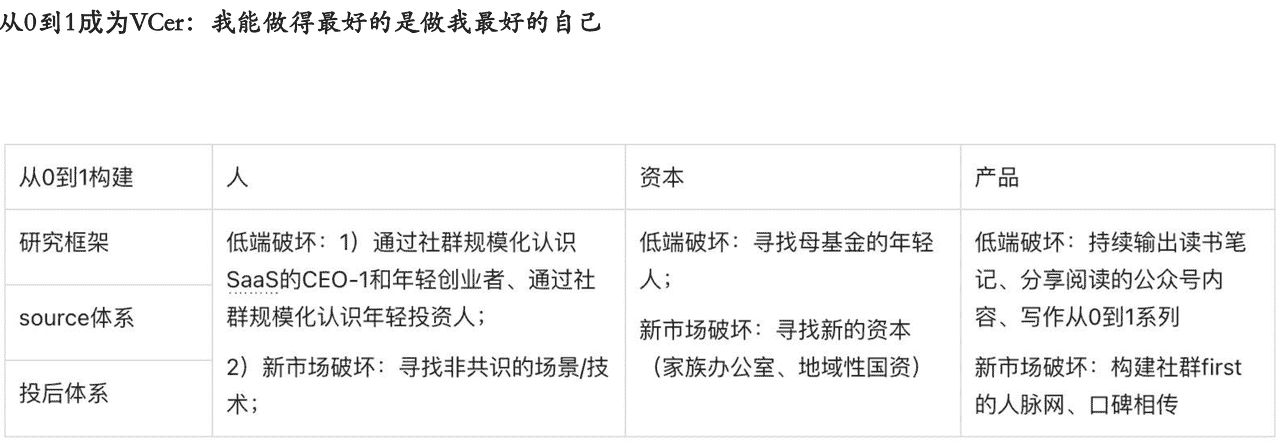 从0到1成为VCer：我能做得最好的是做我最好的自己
从0到1构建
人
资本
产品
研究框架
source体系
投后体系
低端破坏：1）通过社群规模化认识
SaaS的CEO-1和年轻创业者、通过社
群规模化认识年轻投资人；
2）新市场破坏：寻找非共识的场景/技
术；
低端破坏：寻找母基金的年轻
人；
新市场破坏：寻找新的资本
（家族办公室、地域性国资）
低端破坏：持续输出读书笔
记、分享阅读的公众号内
容、写作从0到1系列
新市场破坏：构建社群first
的人脉网、口碑相传